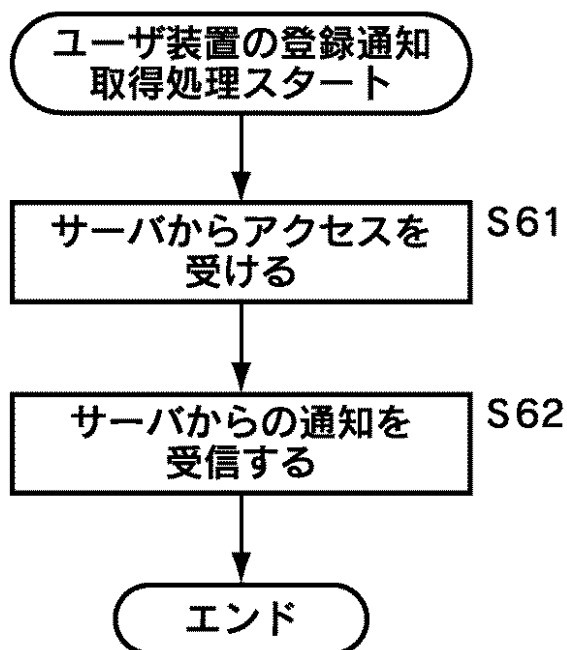 ユーザ装置の登録通知
取得処理スタート
サーバからアクセスを
受ける
S61
サーバからの通知を
受信する
S62
エンド